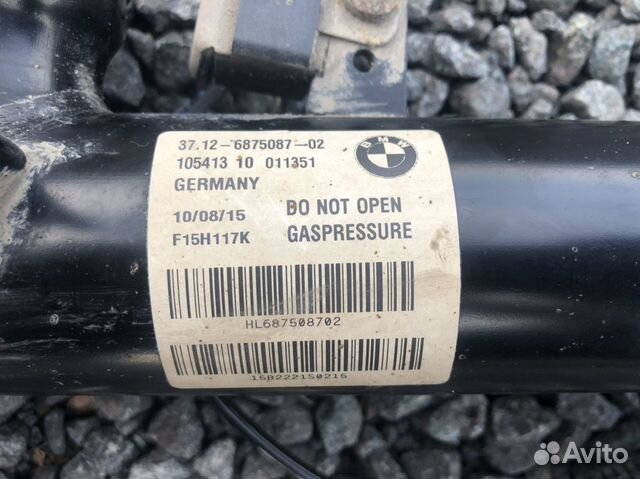 37.12-6875087-02
105413 10 011351
GERMANY
10/08/15 DO NOT OPEN
F15H117K GASPRESSURE
BMW
HL687508702
15B2221S0215
Avito